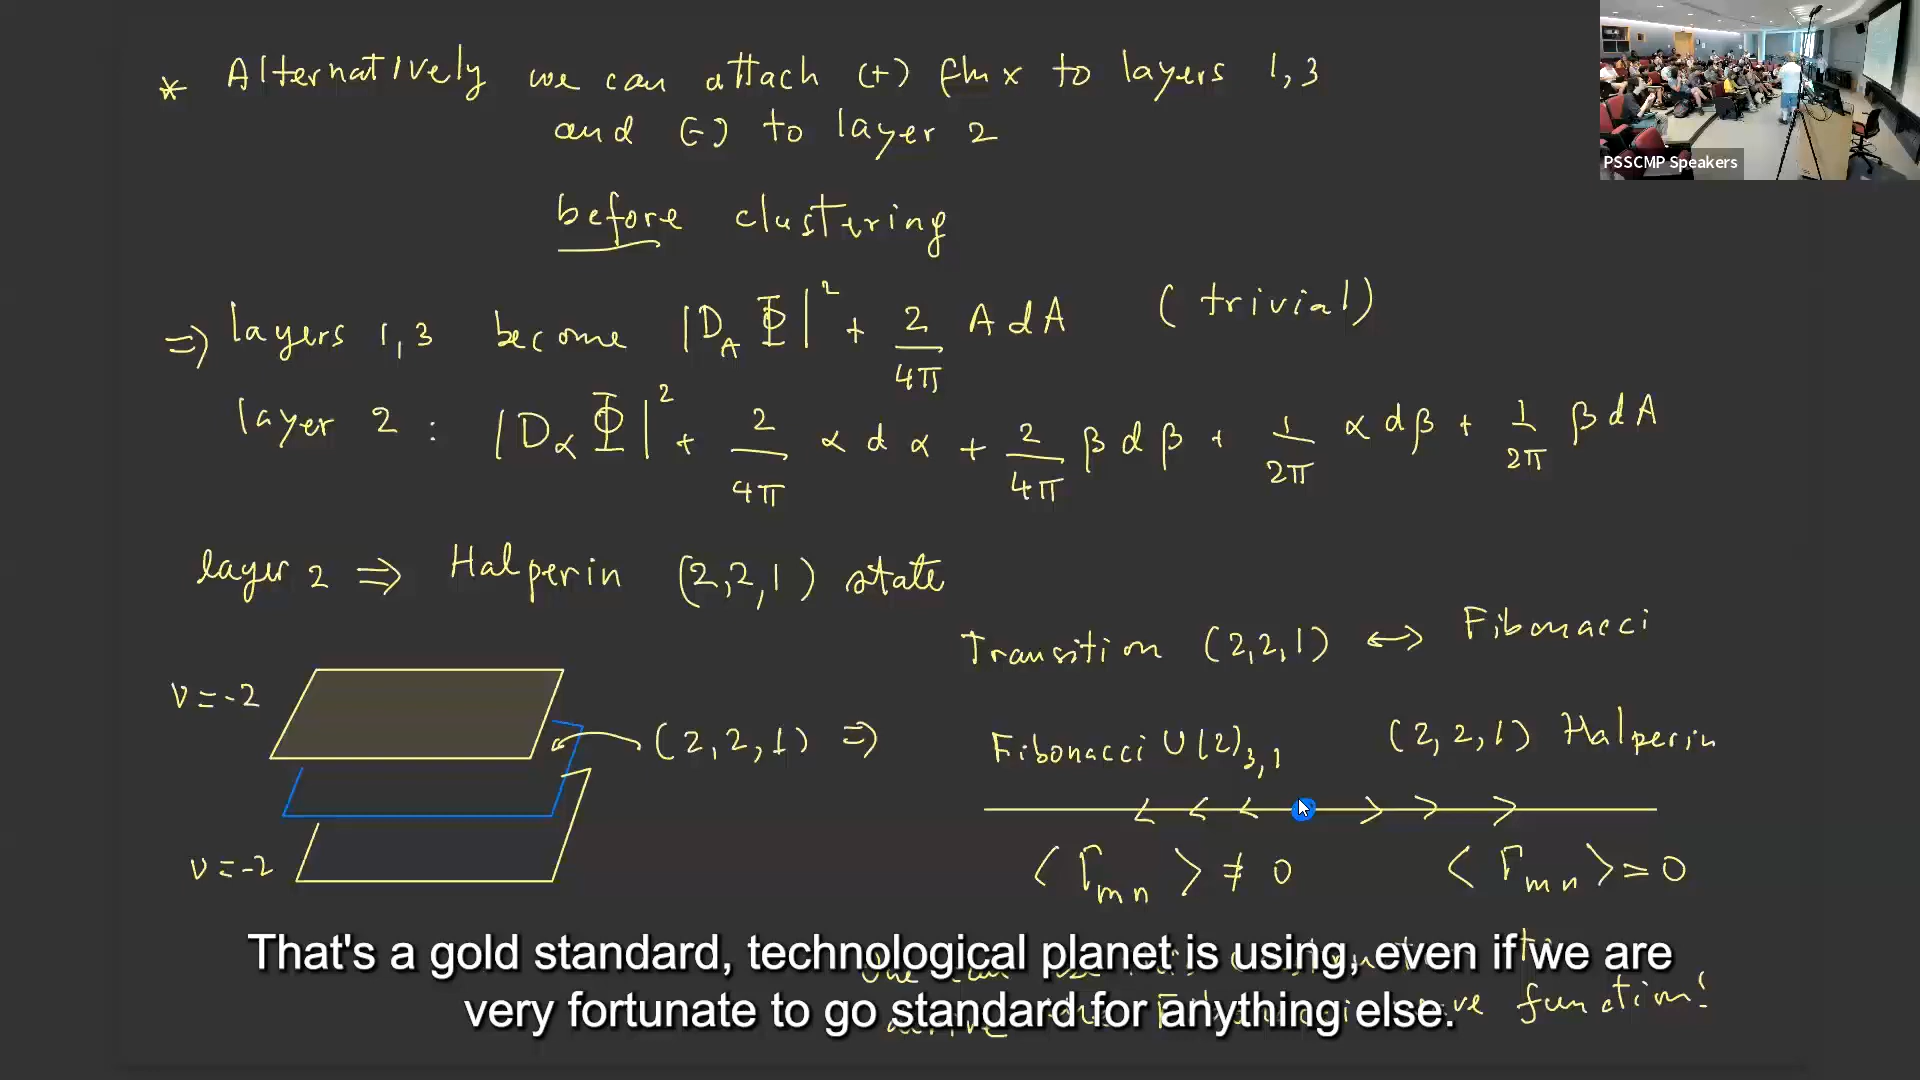 * Alternatively we can attach (+) flux to layers 1,3
and (-) to layer 2
before clustering
⇒ layers 1,3 become |D_A Φ|² + 2/4π A d A (trivial)
layer 2 : |D_α Φ|² + 2/4π α d α + 2/4π β d β + 1/2π α d β + 1/2π β d A
layer 2 ⇒ Halperin (2,2,1) state
Transition (2,2,1) ↔ Fibonacci
ν = -2
(2,2,1) ⇒
Fibonacci U(2)_{3,1}
(2,2,1) Halperin
ν = -2
⟨Γ_mn⟩ ≠ 0
⟨Γ_mn⟩ = 0
function!
That's a gold standard, technological planet is using, even if we are
very fortunate to go standard for anything else.
PSSCMP Speakers